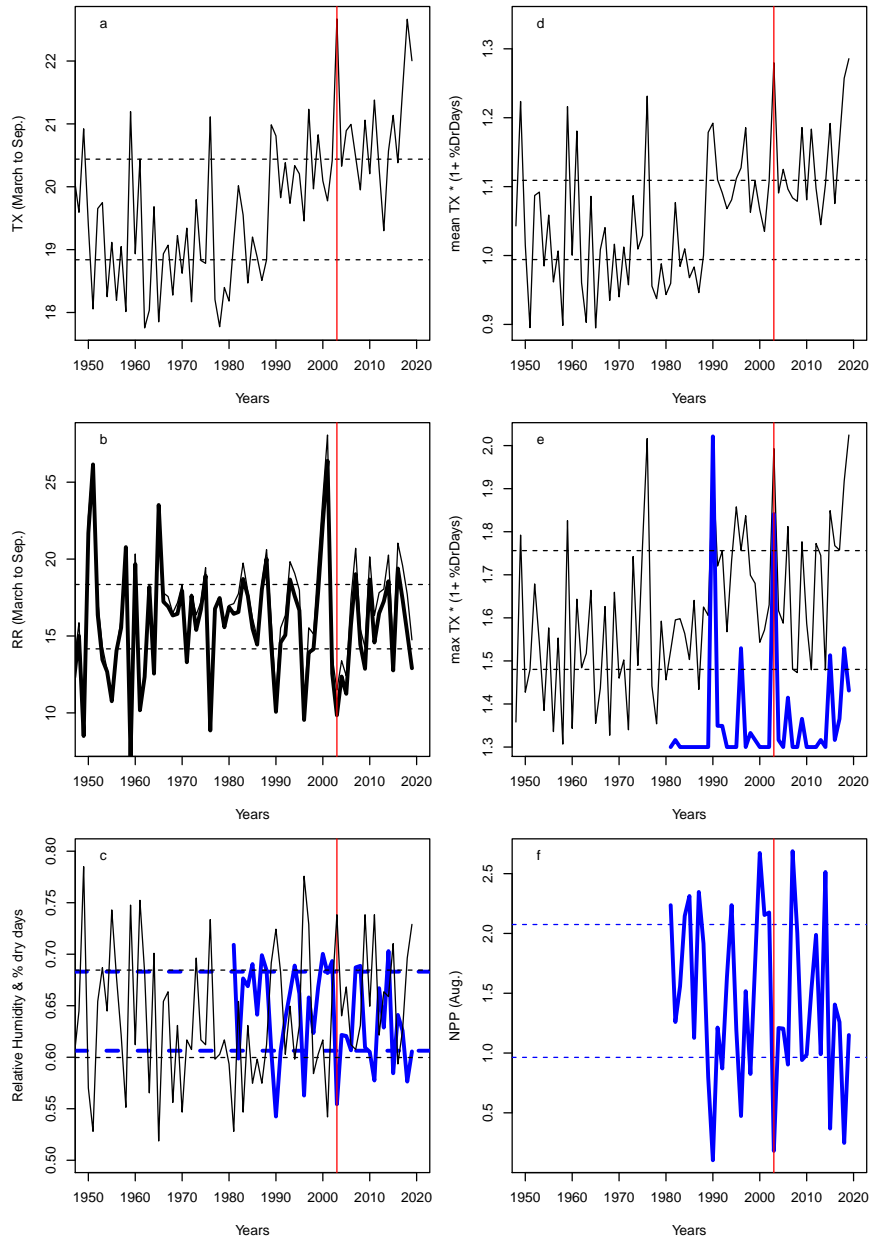 a
TX (March to Sep.)
22
21
20
19
18
1950 1960 1970 1980 1990 2000 2010 2020
Years
d
mean TX * (1+ %DrDays)
1.3
1.2
1.1
1.0
0.9
1950 1960 1970 1980 1990 2000 2010 2020
Years
b
RR (March to Sep.)
25
20
15
10
1950 1960 1970 1980 1990 2000 2010 2020
Years
e
max TX * (1+ %DrDays)
2.0
1.9
1.8
1.7
1.6
1.5
1.4
1.3
1950 1960 1970 1980 1990 2000 2010 2020
Years
c
Relative Humidity & % dry days
0.80
0.75
0.70
0.65
0.60
0.55
0.50
1950 1960 1970 1980 1990 2000 2010 2020
Years
f
NPP (Aug.)
2.5
2.0
1.5
1.0
0.5
1950 1960 1970 1980 1990 2000 2010 2020
Years